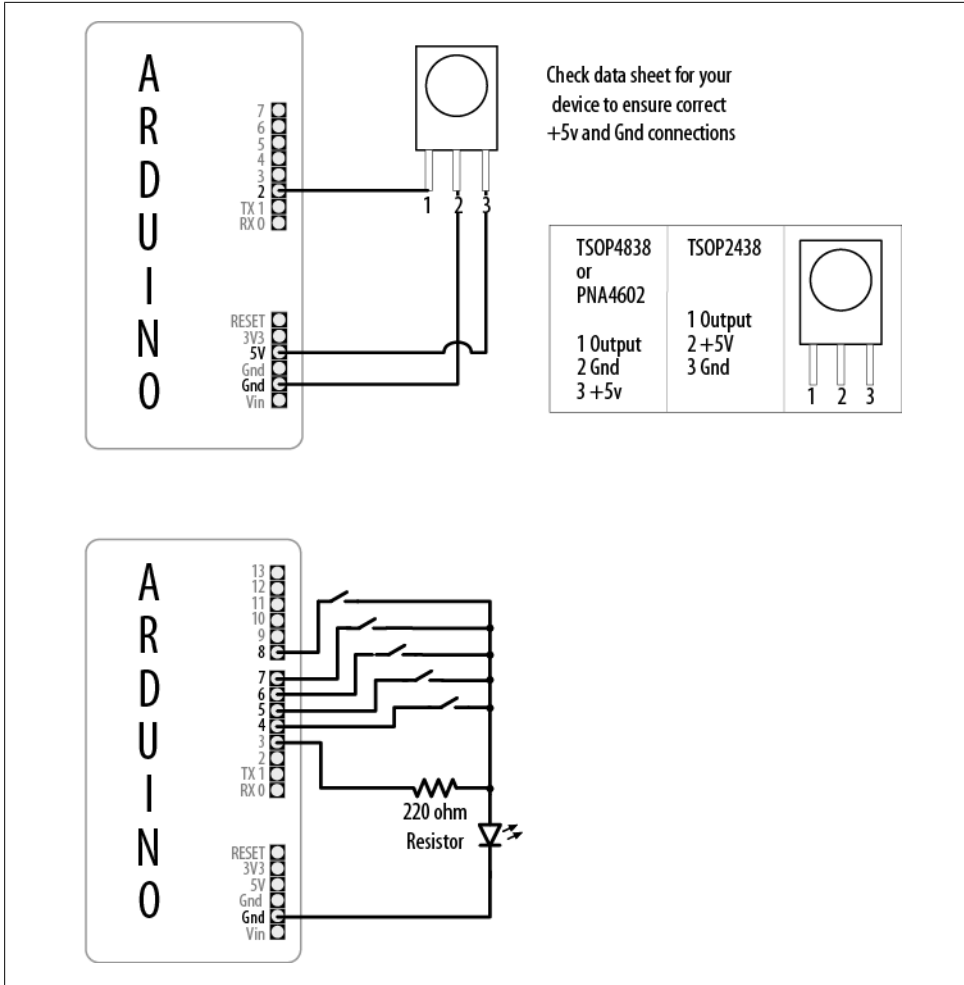 ARDUINO
7
6
5
4
3
2
TX 1
RX 0
RESET
3V3
5V
Gnd
Gnd
Vin
1 2 3
Check data sheet for your
device to ensure correct
+5v and Gnd connections
TSOP4838
or
PNA4602
1 Output
2 Gnd
3 +5v
TSOP2438
1 Output
2 +5V
3 Gnd
1 2 3
ARDUINO
13
12
11
10
9
8
7
6
5
4
3
2
TX 1
RX 0
RESET
3V3
5V
Gnd
Gnd
Vin
220 ohm
Resistor